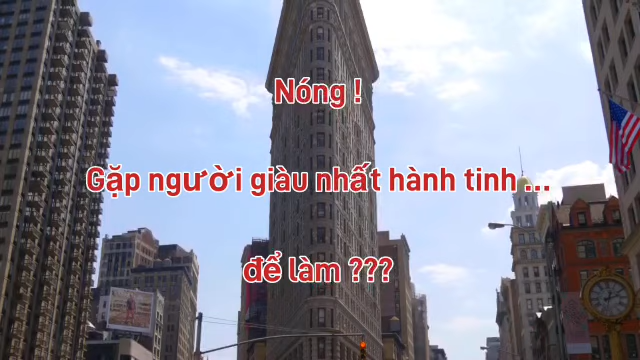 Nóng !
Gặp người giàu nhất hành tinh ...
để làm ???